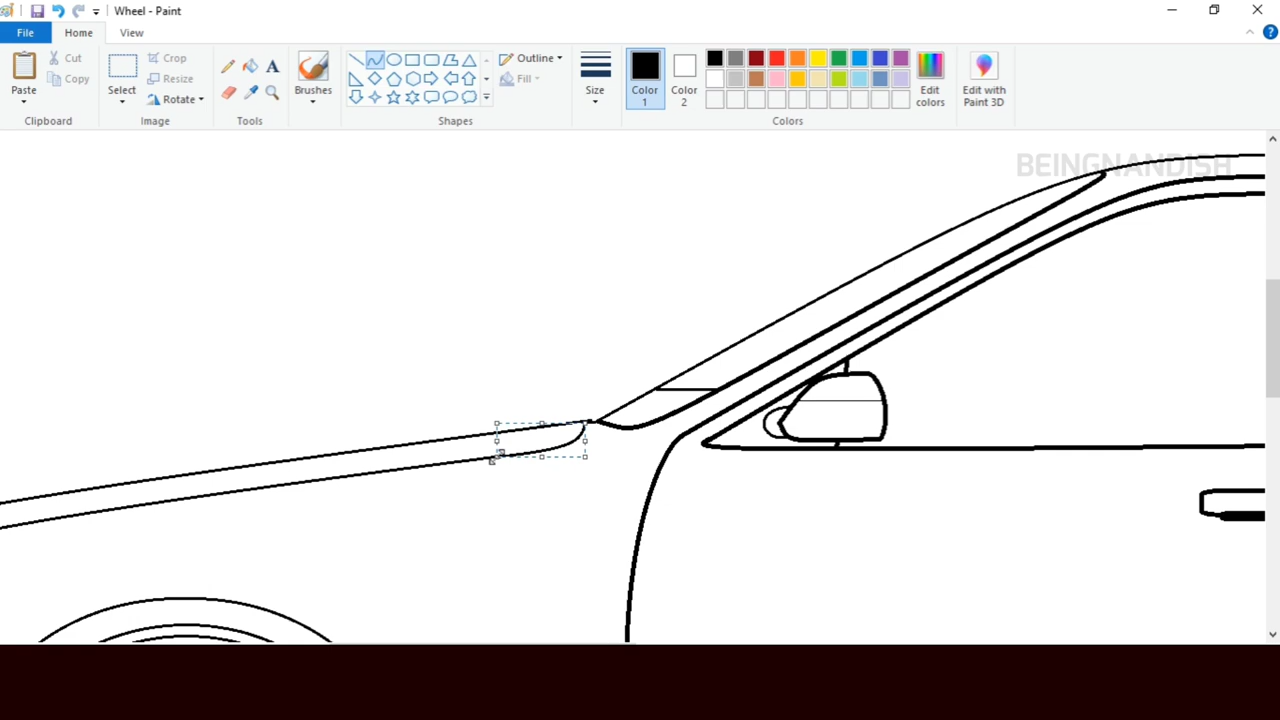 Wheel - Paint
File Home View
Paste Cut Copy
Clipboard
Select Crop Resize Rotate
Image
A
Tools
Brushes
Outline Fill
Shapes
Size
Color 1
Color 2
Edit colors
Colors
Edit with Paint 3D
BEINGNANDISH